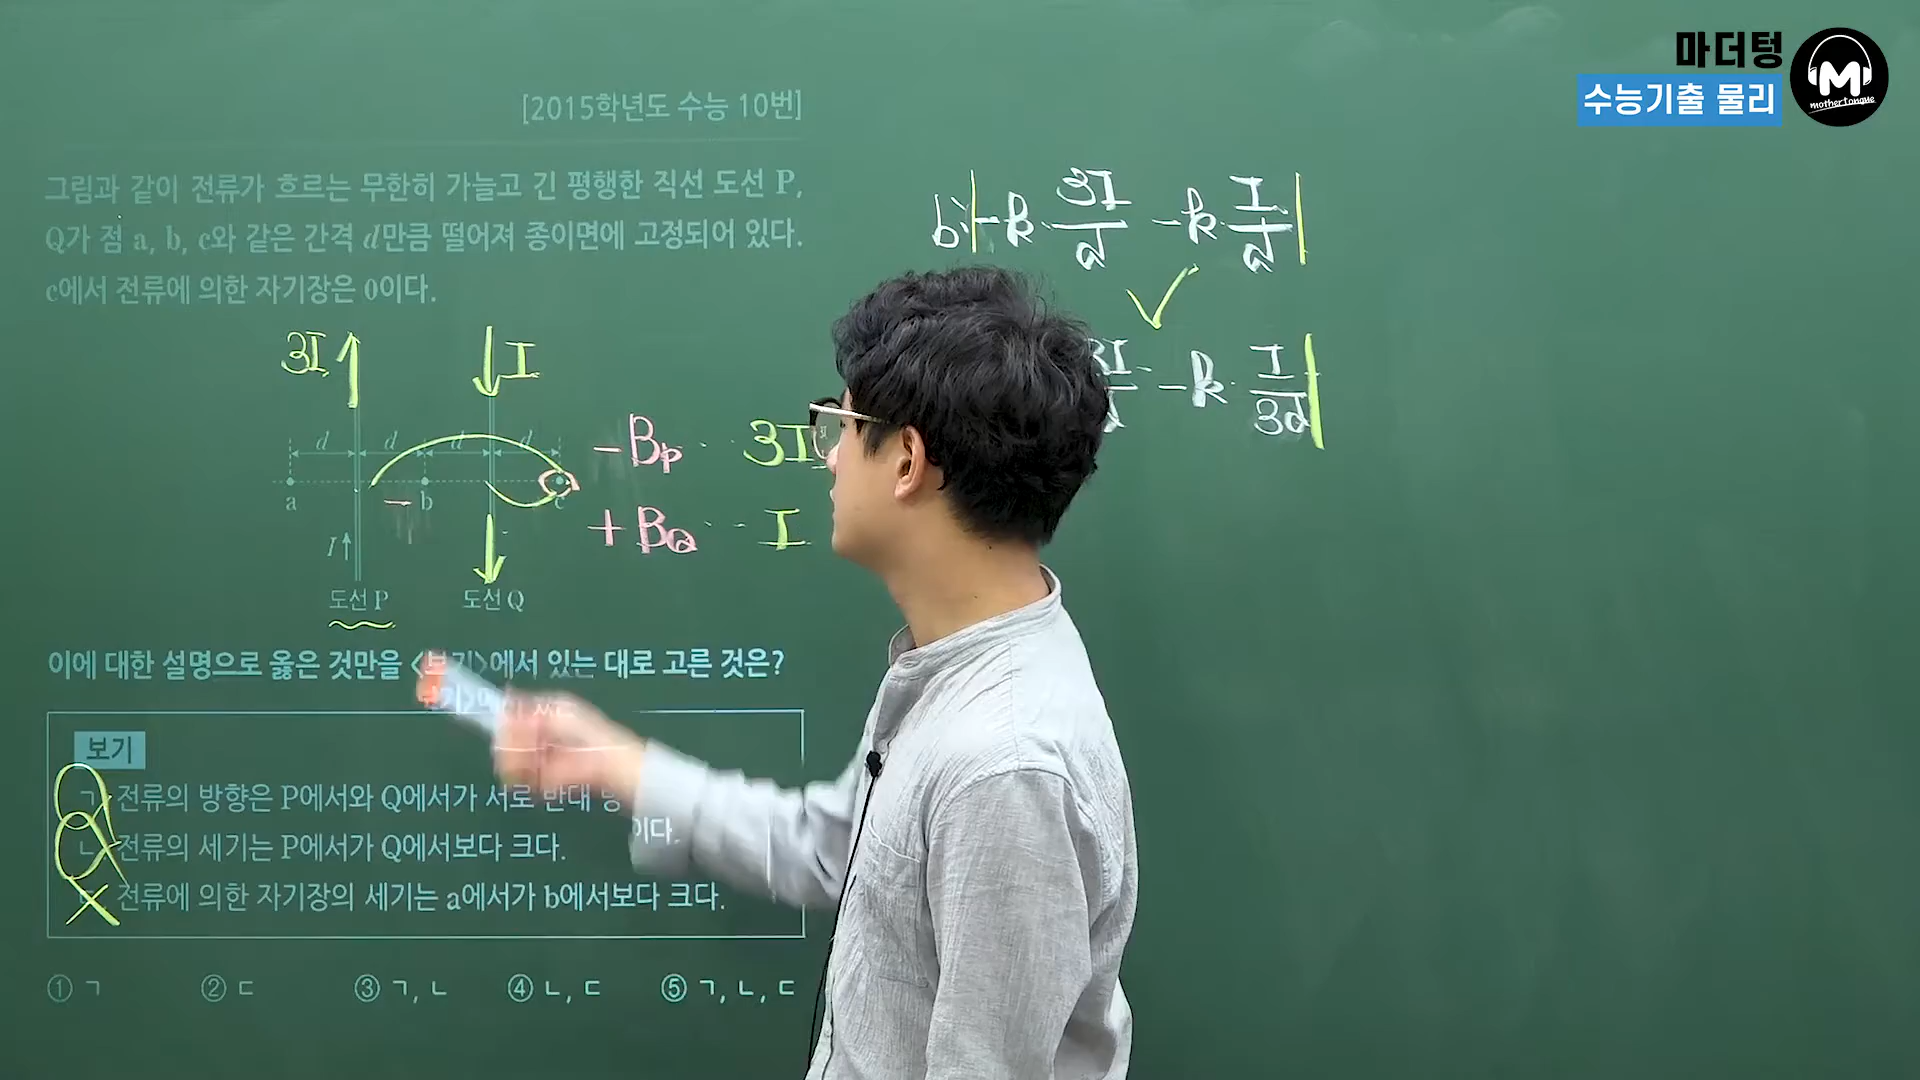 마더텅
수능기출 물리
M
mothertongue
[2015학년도 수능 10번]
그림과 같이 전류가 흐르는 무한히 가늘고 긴 평행한 직선 도선 P,
Q가 점 a, b, c와 같은 간격 d만큼 떨어져 종이면에 고정되어 있다.
c에서 전류에 의한 자기장은 0이다.
b: |-k 3I/d - k I/d|
3I/ - k I/3d|
3I I
d d d d
a b c
- B_P ·· 3I
+ B_Q ·· I
-
I↑
도선 P 도선 Q
이에 대한 설명으로 옳은 것만을 <보기>에서 있는 대로 고른 것은?
보기
ㄱ. 전류의 방향은 P에서와 Q에서가 서로 반대
이다.
ㄴ. 전류의 세기는 P에서가 Q에서보다 크다.
ㄷ. 전류에 의한 자기장의 세기는 a에서가 b에서보다 크다.
① ㄱ ② ㄷ ③ ㄱ, ㄴ ④ ㄴ, ㄷ ⑤ ㄱ, ㄴ, ㄷ